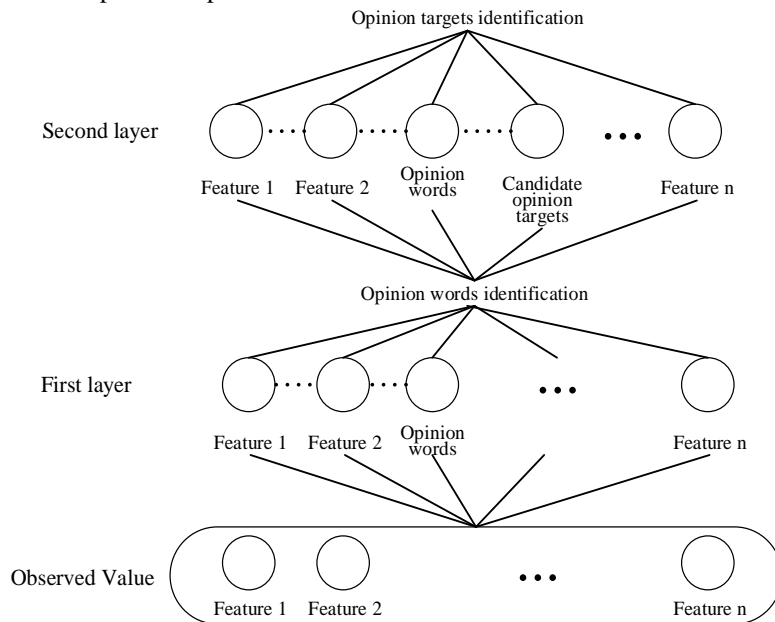 Opinion targets identification
Second layer
Feature 1
Feature 2
Opinion
words
Candidate
opinion
targets
Feature n
Opinion words identification
First layer
Feature 1
Feature 2
Opinion
words
Feature n
Observed Value
Feature 1
Feature 2
Feature n